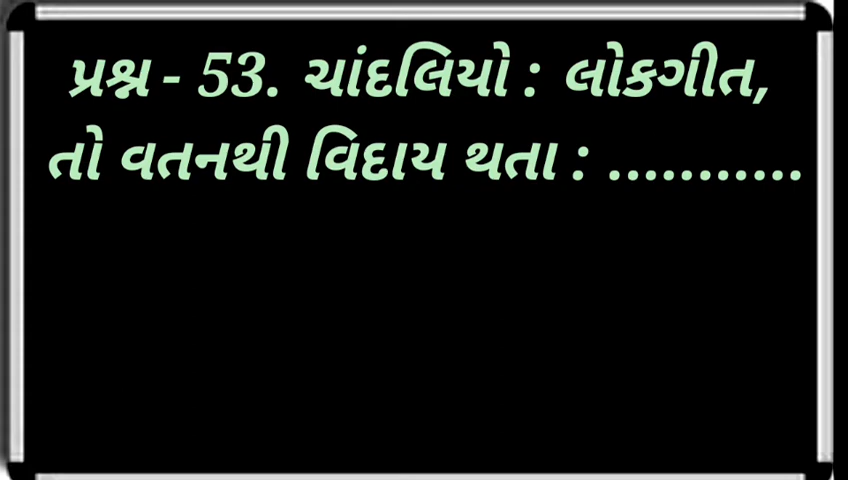 પ્રશ્ન - 53. ચાંદલિયો : લોકગીત,
તો વતનથી વિદાય થતા : ...........